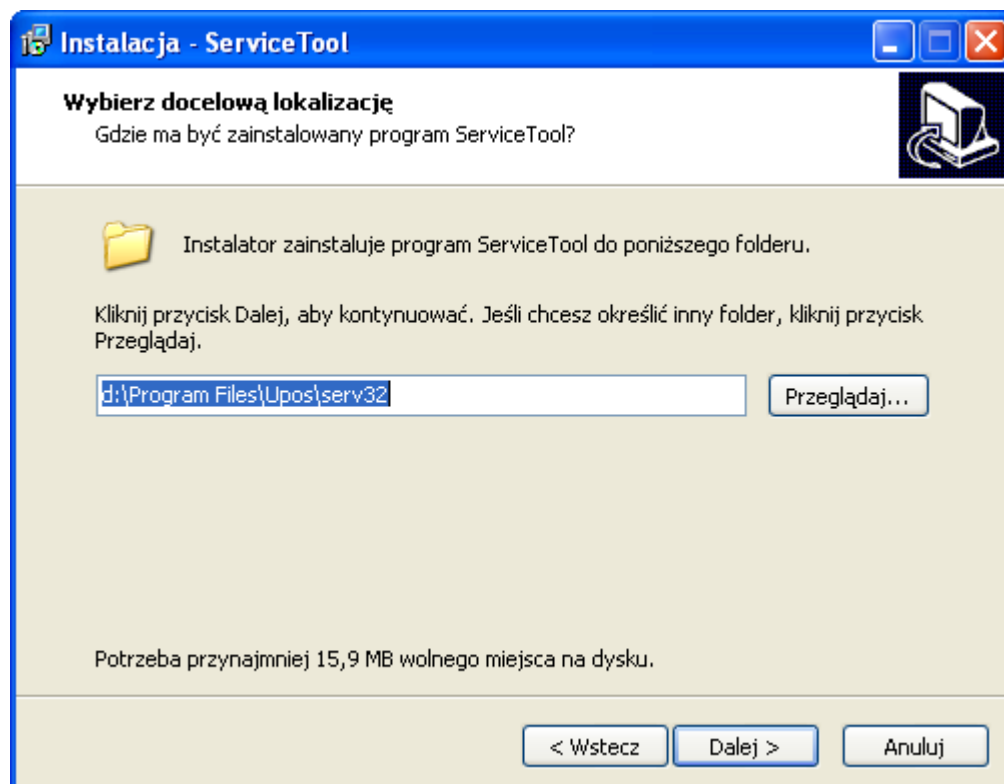 Instalacja - ServiceTool
Wybierz docelową lokalizację
Gdzie ma być zainstalowany program ServiceTool?
Instalator zainstaluje program ServiceTool do poniższego folderu.
Kliknij przycisk Dalej, aby kontynuować. Jeśli chcesz określić inny folder, kliknij przycisk
Przeglądaj.
d:\Program Files\Upos\serv32
Przeglądaj...
Potrzeba przynajmniej 15,9 MB wolnego miejsca na dysku.
< Wstecz
Dalej >
Anuluj